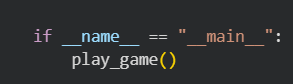 if __name__ == "__main__":
    play_game()